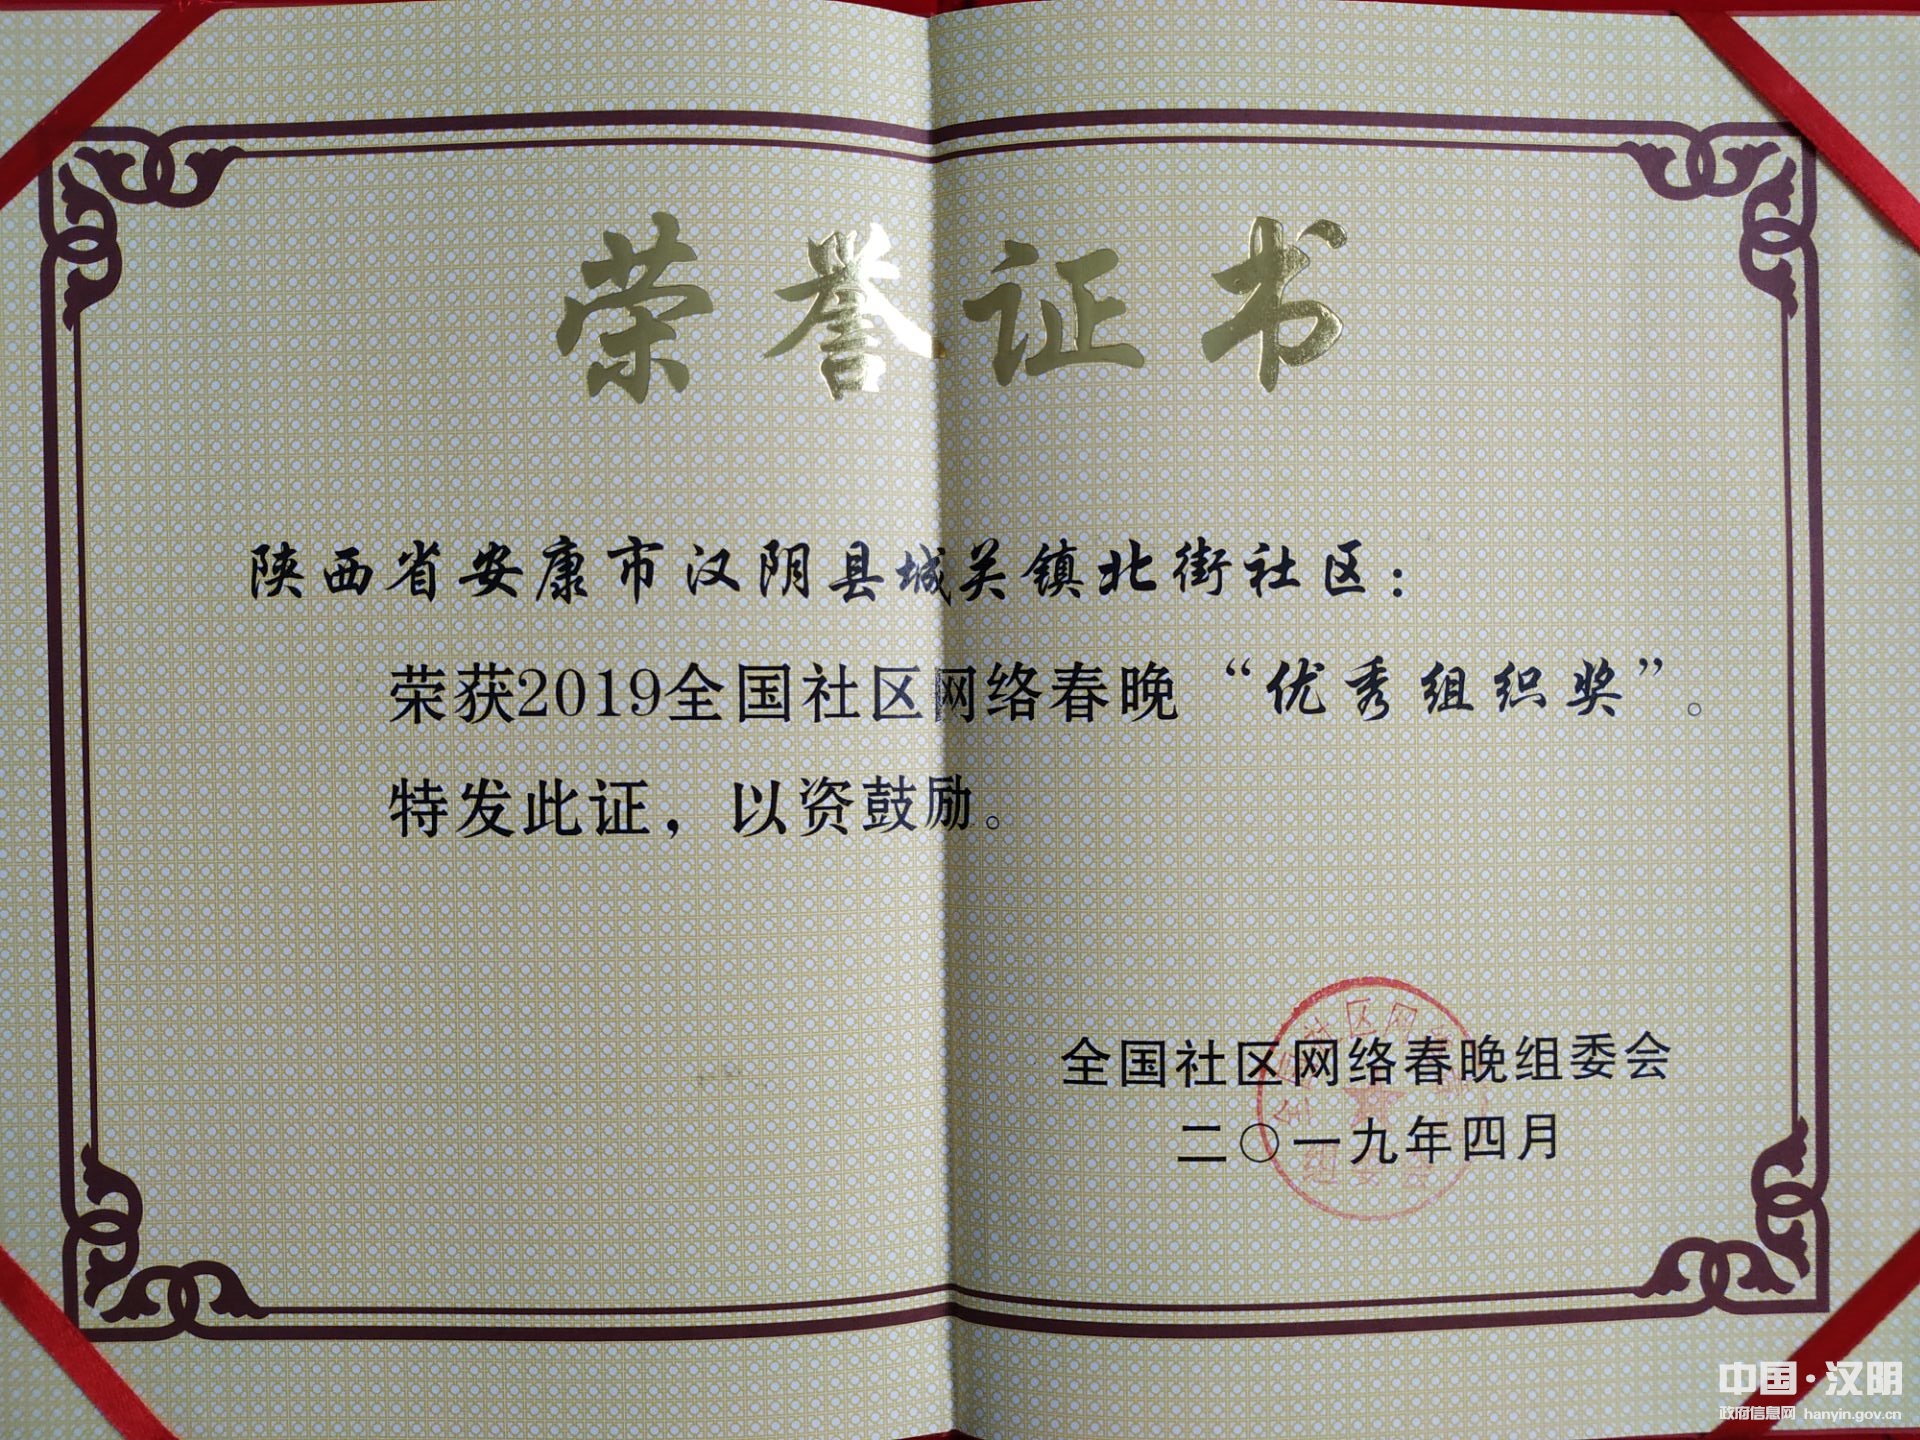 荣誉证书
陕西省安康市汉阴县城关镇北街社区：
荣获2019全国社区网络春晚“优秀组织奖”。
特发此证，以资鼓励。
全国社区网络春晚组委会
二〇一九年四月
组委会
中国·汉阴
政府信息网 hanyin.gov.cn